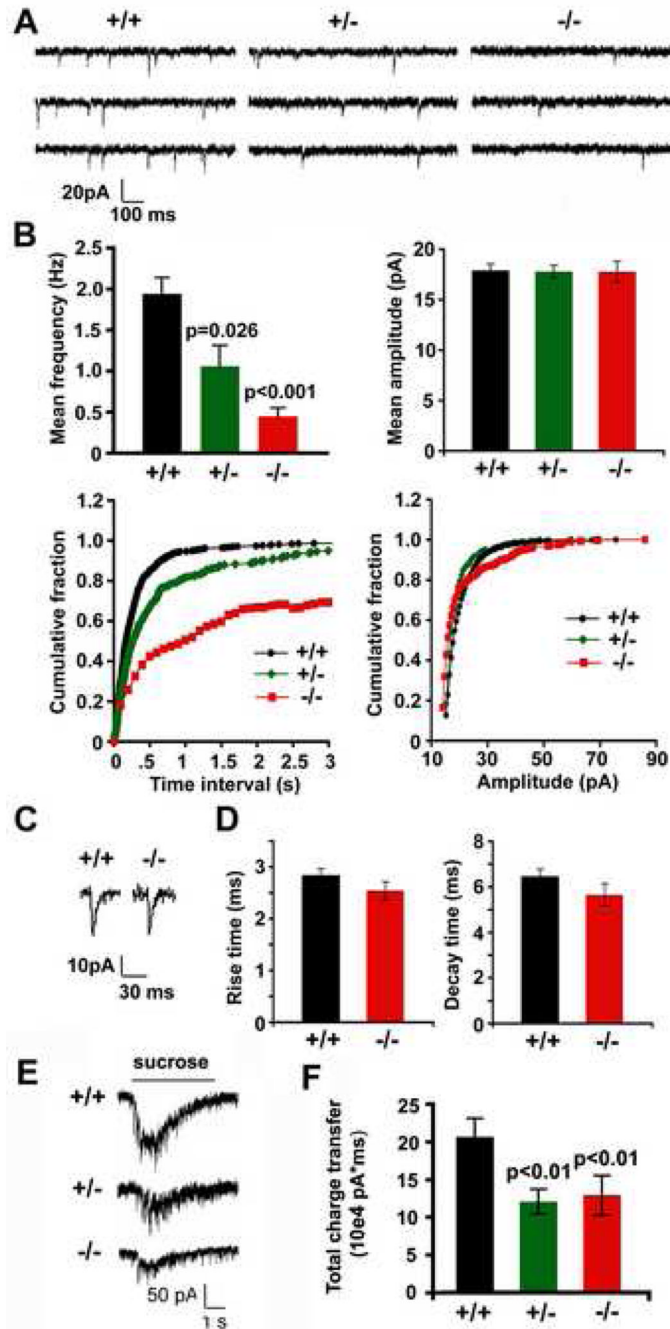 A
+/+ +/- -/-
20pA
100 ms
B
Mean frequency (Hz)
2.5
2.0
1.5
1.0
0.5
0
p=0.026
p<0.001
+/+ +/- -/-
Mean amplitude (pA)
20
15
10
5
0
+/+ +/- -/-
Cumulative fraction
1.2
1.0
0.8
0.6
0.4
0.2
0
+/+
+/-
-/-
0 .5 1 1.5 2 2.5 3
Time interval (s)
Cumulative fraction
1.2
1.0
0.8
0.6
0.4
0.2
0
+/+
+/-
-/-
10 30 50 70 90
Amplitude (pA)
C
+/+ -/-
10pA
30 ms
D
Rise time (ms)
3
2
1
0
+/+ -/-
Decay time (ms)
8
6
4
2
0
+/+ -/-
E
sucrose
+/+
+/-
-/-
50 pA
1 s
F
Total charge transfer
(10e4 pA*ms)
25
20
15
10
5
0
p<0.01
p<0.01
+/+ +/- -/-